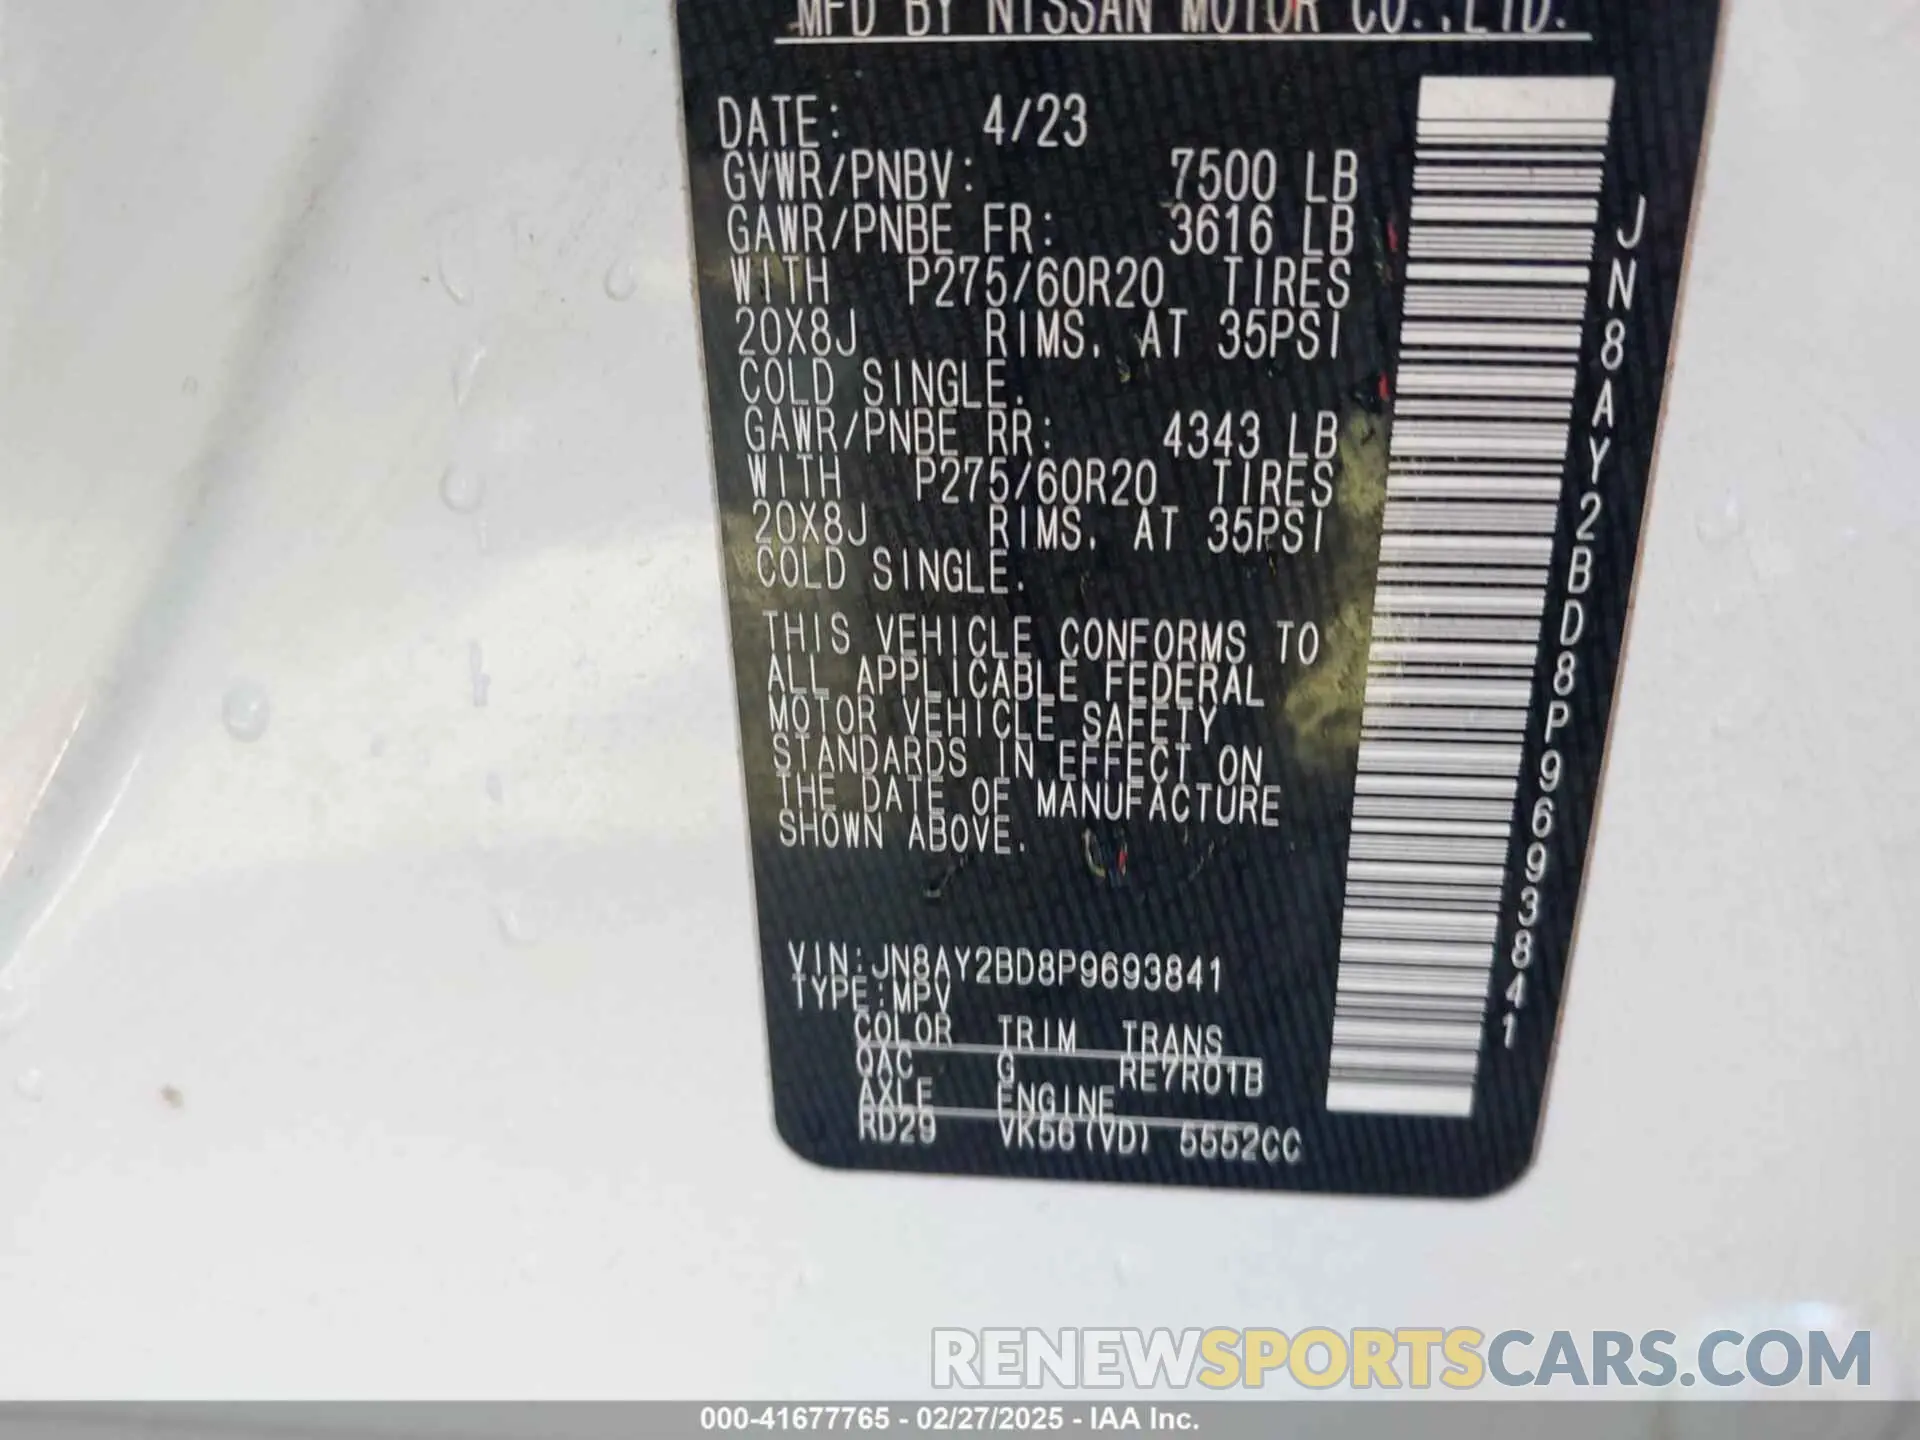 MFD BY NISSAN MOTOR CO.,LTD.
DATE: 4/23
GVWR/PNBV: 7500 LB
GAWR/PNBE FR: 3616 LB
WITH P275/60R20 TIRES
20X8J RIMS. AT 35PSI
COLD SINGLE.
GAWR/PNBE RR: 4343 LB
WITH P275/60R20 TIRES
20X8J RIMS. AT 35PSI
COLD SINGLE.
THIS VEHICLE CONFORMS TO
ALL APPLICABLE FEDERAL
MOTOR VEHICLE SAFETY
STANDARDS IN EFFECT ON
THE DATE OF MANUFACTURE
SHOWN ABOVE.
VIN:JN8AY2BD8P9693841
TYPE:MPV
COLOR TRIM TRANS
QAC G RE7R01B
AXLE ENGINE
RD29 VK56(VD) 5552CC
JN8AY2BD8P9693841
RENEWSPORTSCARS.COM
000-41677765 - 02/27/2025 - IAA Inc.